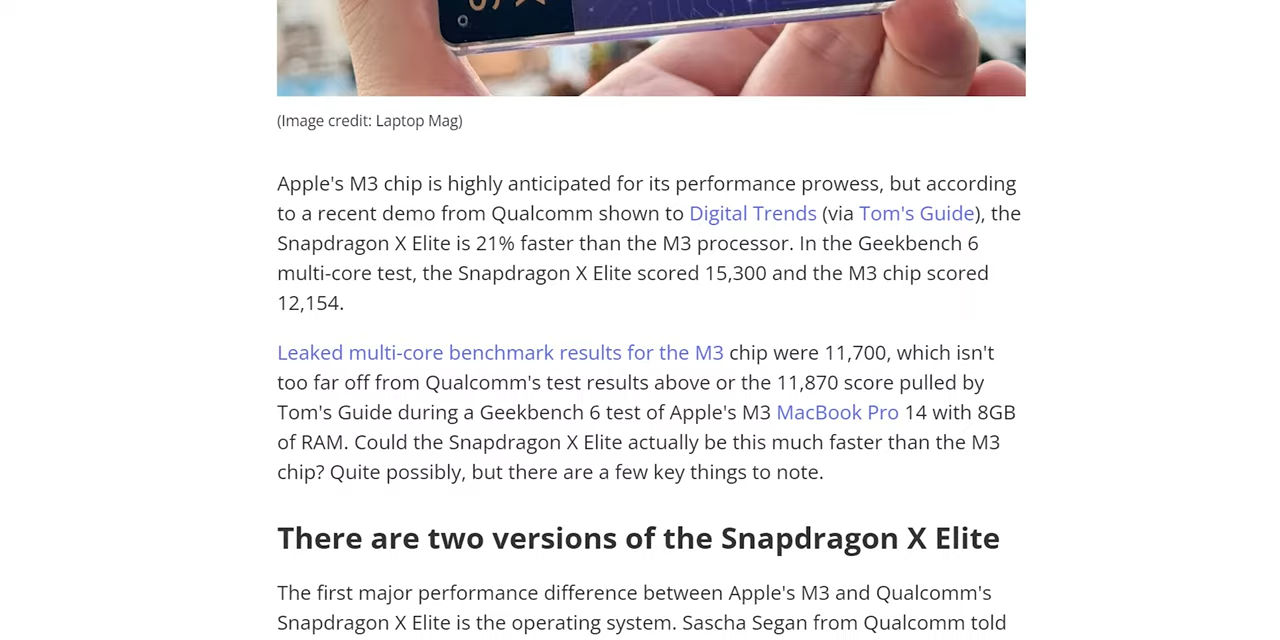 (Image credit: Laptop Mag)
Apple's M3 chip is highly anticipated for its performance prowess, but according
to a recent demo from Qualcomm shown to Digital Trends (via Tom's Guide), the
Snapdragon X Elite is 21% faster than the M3 processor. In the Geekbench 6
multi-core test, the Snapdragon X Elite scored 15,300 and the M3 chip scored
12,154.
Leaked multi-core benchmark results for the M3 chip were 11,700, which isn't
too far off from Qualcomm's test results above or the 11,870 score pulled by
Tom's Guide during a Geekbench 6 test of Apple's M3 MacBook Pro 14 with 8GB
of RAM. Could the Snapdragon X Elite actually be this much faster than the M3
chip? Quite possibly, but there are a few key things to note.
There are two versions of the Snapdragon X Elite
The first major performance difference between Apple's M3 and Qualcomm's
Snapdragon X Elite is the operating system. Sascha Segan from Qualcomm told